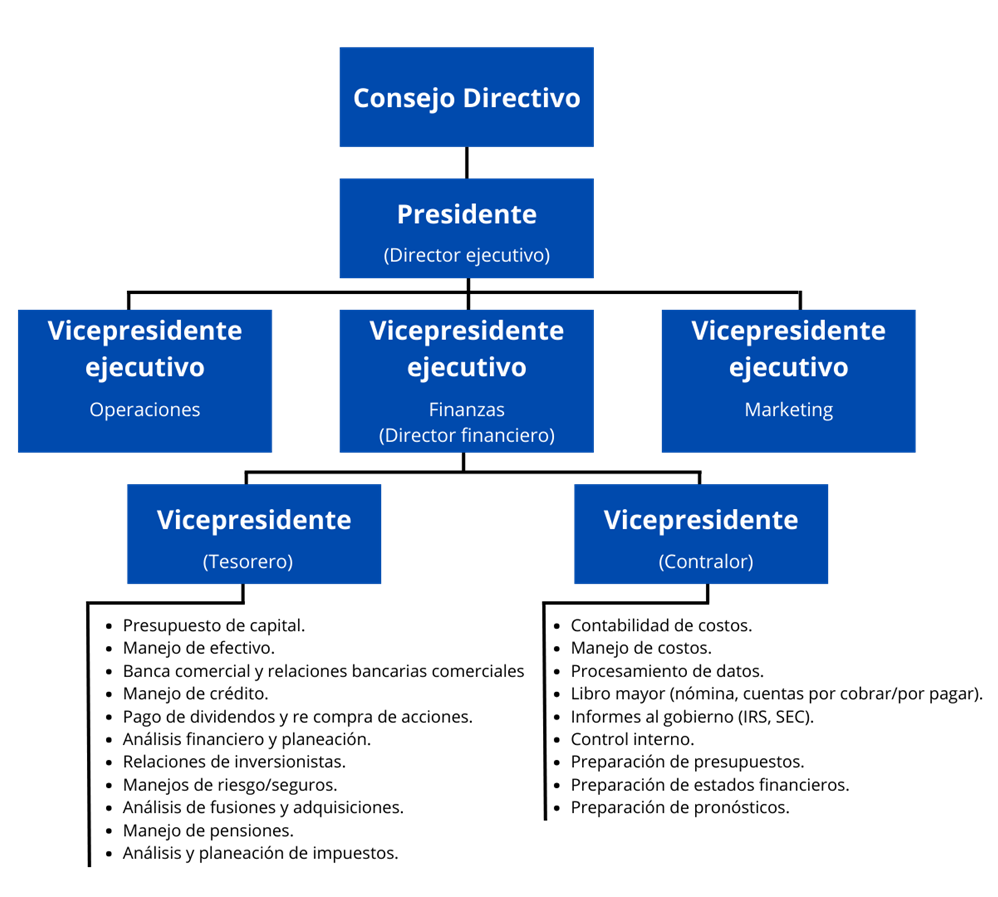 Consejo Directivo
Presidente
(Director ejecutivo)
Vicepresidente
ejecutivo
Operaciones
Vicepresidente
ejecutivo
Finanzas
(Director financiero)
Vicepresidente
ejecutivo
Marketing
Vicepresidente
(Tesorero)
Vicepresidente
(Contralor)
• Presupuesto de capital.
• Manejo de efectivo.
• Banca comercial y relaciones bancarias comerciales
• Manejo de crédito.
• Pago de dividendos y re compra de acciones.
• Análisis financiero y planeación.
• Relaciones de inversionistas.
• Manejos de riesgo/seguros.
• Análisis de fusiones y adquisiciones.
• Manejo de pensiones.
• Análisis y planeación de impuestos.
• Contabilidad de costos.
• Manejo de costos.
• Procesamiento de datos.
• Libro mayor (nómina, cuentas por cobrar/por pagar).
• Informes al gobierno (IRS, SEC).
• Control interno.
• Preparación de presupuestos.
• Preparación de estados financieros.
• Preparación de pronósticos.